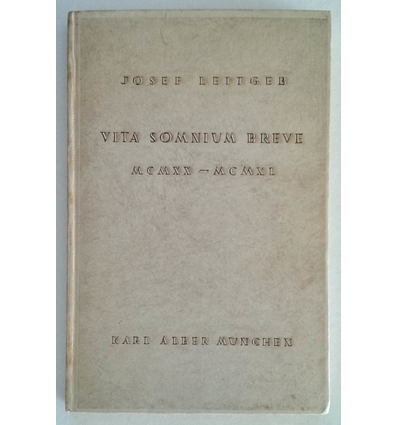 JOSEF LEITGEB
VITA SOMNIUM BREVE
MCMXX – MCMXL
KARL ALBER MÜNCHEN